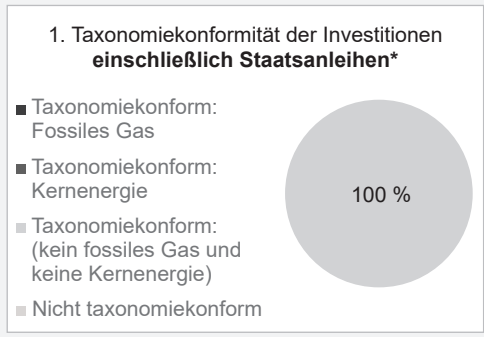 1. Taxonomiekonformität der Investitionen
einschließlich Staatsanleihen*
Taxonomiekonform:
Fossiles Gas
Taxonomiekonform:
Kernenergie
Taxonomiekonform:
(kein fossiles Gas und
keine Kernenergie)
Nicht taxonomiekonform
100 %